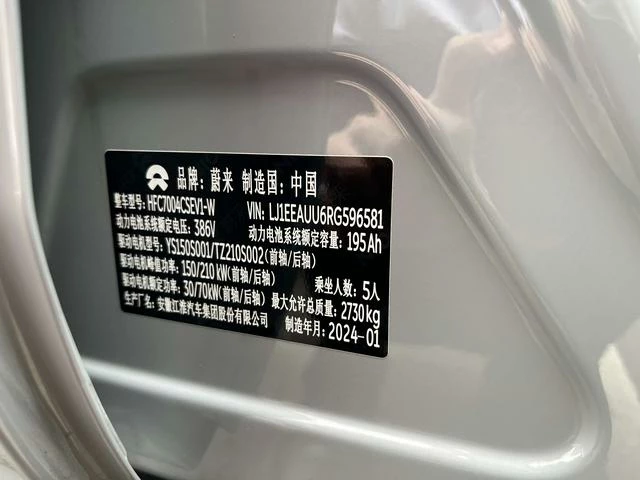 品牌: 蔚来 制造国: 中国
整车型号: HFC7004CSEV1-W VIN: LJ1EEAUU6RG596581
动力电池系统额定电压: 386V 动力电池系统额定容量: 195Ah
驱动电机型号: YS150S001/TZ210S002(前轴/后轴)
驱动电机峰值功率: 150/210kW(前轴/后轴) 乘坐人数: 5人
驱动电机额定功率: 30/70kW(前轴/后轴) 最大允许总质量: 2730kg
生产厂名: 安徽江淮汽车集团股份有限公司 制造年月: 2024-01